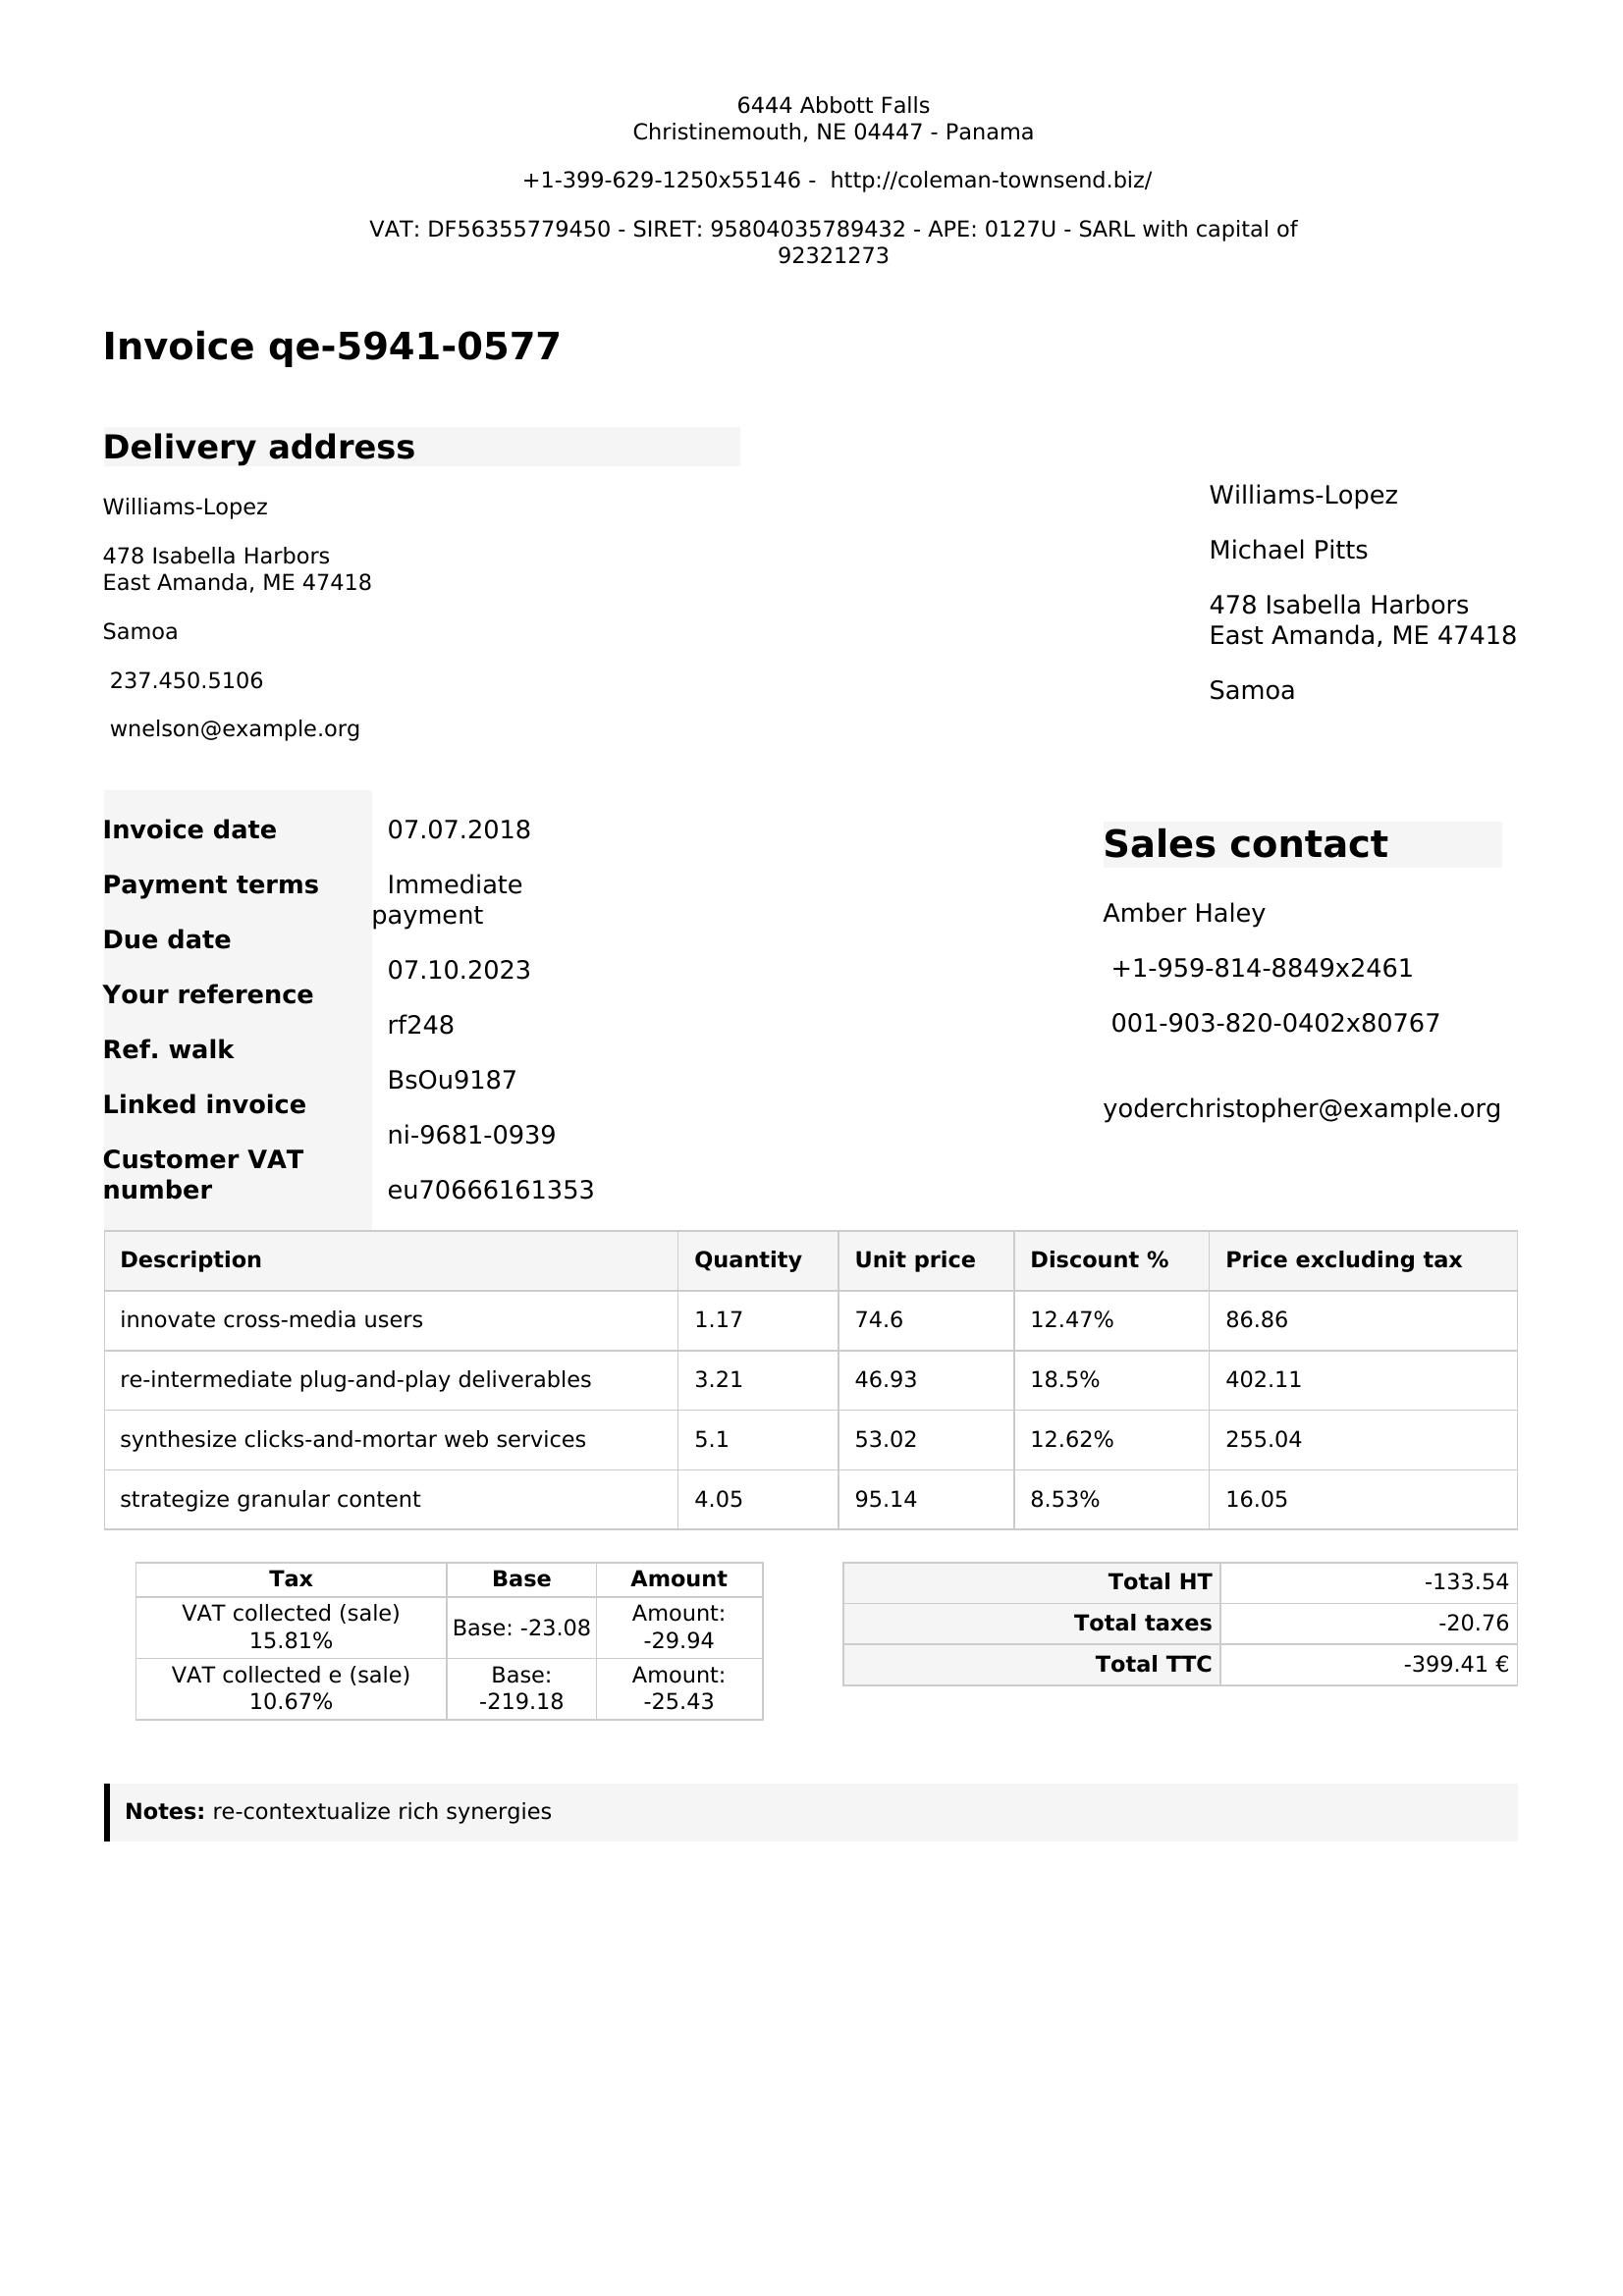 6444 Abbott Falls
Christinemouth, NE 04447 - Panama
+1-399-629-1250x55146 - http://coleman-townsend.biz/
VAT: DF56355779450 - SIRET: 95804035789432 - APE: 0127U - SARL with capital of
92321273
Invoice qe-5941-0577
Delivery address
Williams-Lopez
478 Isabella Harbors
East Amanda, ME 47418
Samoa
237.450.5106
wnelson@example.org
Williams-Lopez
Michael Pitts
478 Isabella Harbors
East Amanda, ME 47418
Samoa
Invoice date
Payment terms
Due date
Your reference
Ref. walk
Linked invoice
Customer VAT
number
07.07.2018
Immediate
payment
07.10.2023
rf248
BsOu9187
ni-9681-0939
eu70666161353
Sales contact
Amber Haley
+1-959-814-8849x2461
001-903-820-0402x80767
yoderchristopher@example.org
Description Quantity Unit price Discount % Price excluding tax
innovate cross-media users 1.17 74.6 12.47% 86.86
re-intermediate plug-and-play deliverables 3.21 46.93 18.5% 402.11
synthesize clicks-and-mortar web services 5.1 53.02 12.62% 255.04
strategize granular content 4.05 95.14 8.53% 16.05
Tax Base Amount
VAT collected (sale)
15.81%
Base: -23.08
Amount:
-29.94
VAT collected e (sale)
10.67%
Base:
-219.18
Amount:
-25.43
Total HT -133.54
Total taxes -20.76
Total TTC -399.41 €
Notes: re-contextualize rich synergies